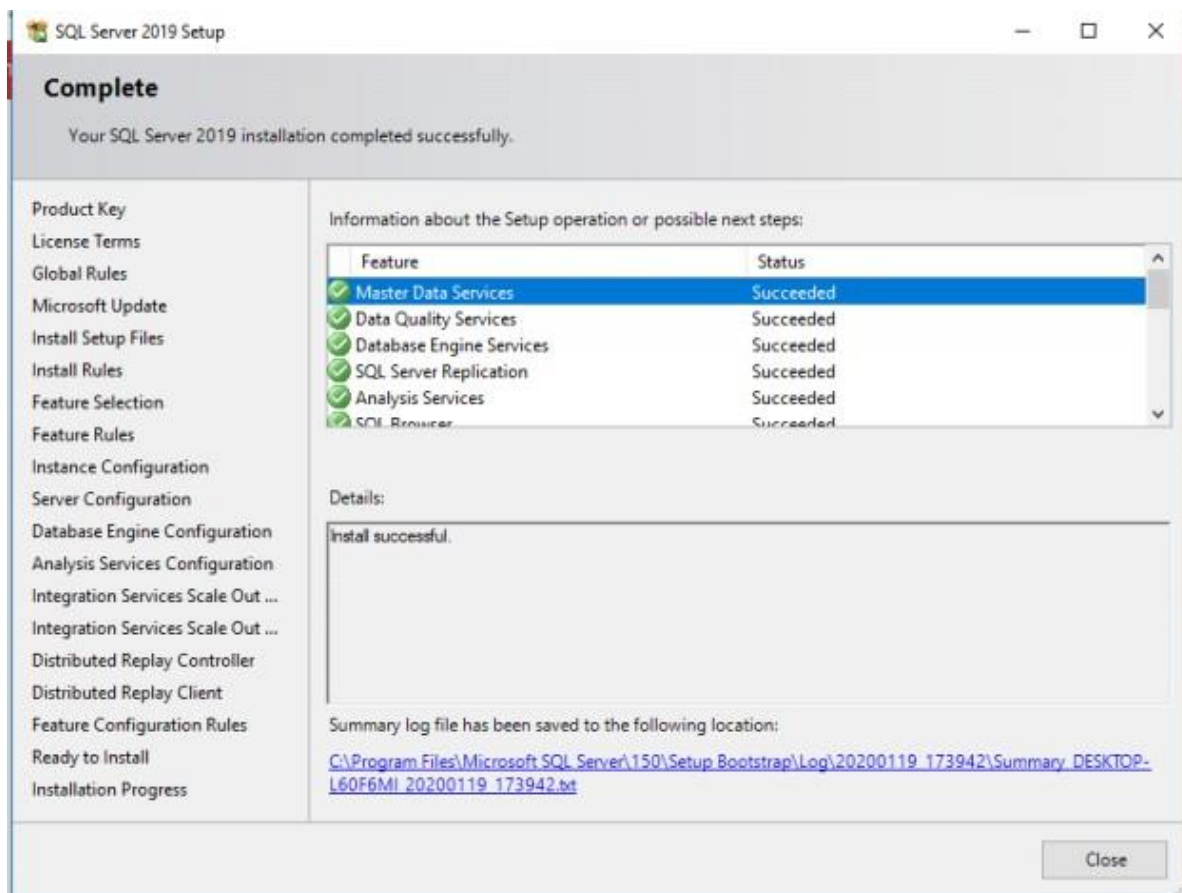 SQL Server 2019 Setup
Complete
Your SQL Server 2019 installation completed successfully.
Product Key
License Terms
Global Rules
Microsoft Update
Install Setup Files
Install Rules
Feature Selection
Feature Rules
Instance Configuration
Server Configuration
Database Engine Configuration
Analysis Services Configuration
Integration Services Scale Out ...
Integration Services Scale Out ...
Distributed Replay Controller
Distributed Replay Client
Feature Configuration Rules
Ready to Install
Installation Progress
Information about the Setup operation or possible next steps:
Feature Status
Master Data Services Succeeded
Data Quality Services Succeeded
Database Engine Services Succeeded
SQL Server Replication Succeeded
Analysis Services Succeeded
SQL Browser Succeeded
Details:
Install successful.
Summary log file has been saved to the following location:
C:\Program Files\Microsoft SQL Server\150\Setup Bootstrap\Log\20200119_173942\Summary_DESKTOP-
L60F6MI_20200119_173942.txt
Close